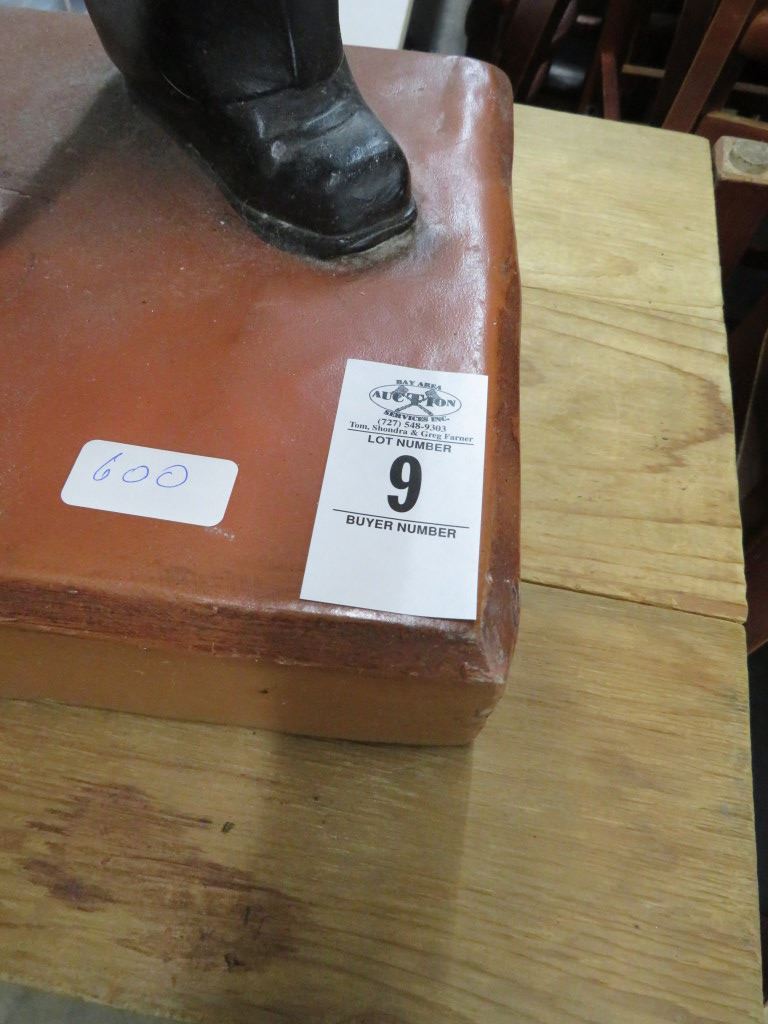 BAY AREA
AUCTION
SERVICES INC.
(727) 548-9303
Tom, Shondra & Greg Farner
LOT NUMBER
9
BUYER NUMBER
600